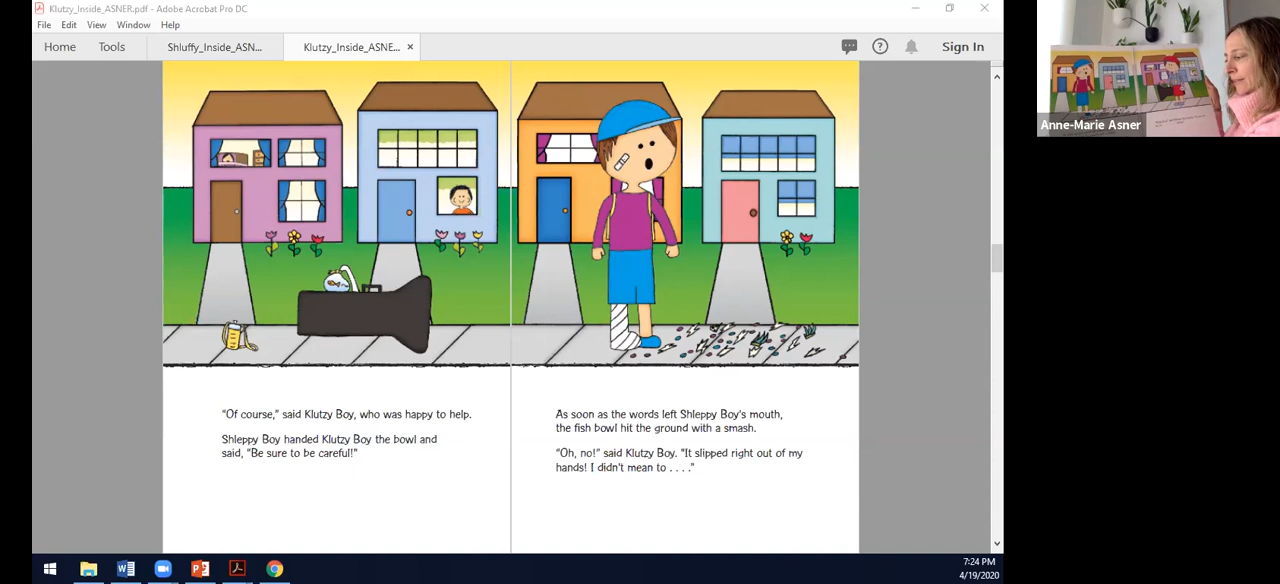 Klutzy_Inside_ASNER.pdf - Adobe Acrobat Pro DC
File Edit View Window Help
Home Tools Shluffy_Inside_ASN... Klutzy_Inside_ASNE... × Sign In
Anne-Marie Asner
"Of course," said Klutzy Boy, who was happy to help.
Shleppy Boy handed Klutzy Boy the bowl and
said, "Be sure to be careful!"
As soon as the words left Shleppy Boy's mouth,
the fish bowl hit the ground with a smash.
"Oh, no!" said Klutzy Boy. "It slipped right out of my
hands! I didn't mean to . . . ."
7:24 PM
4/19/2020